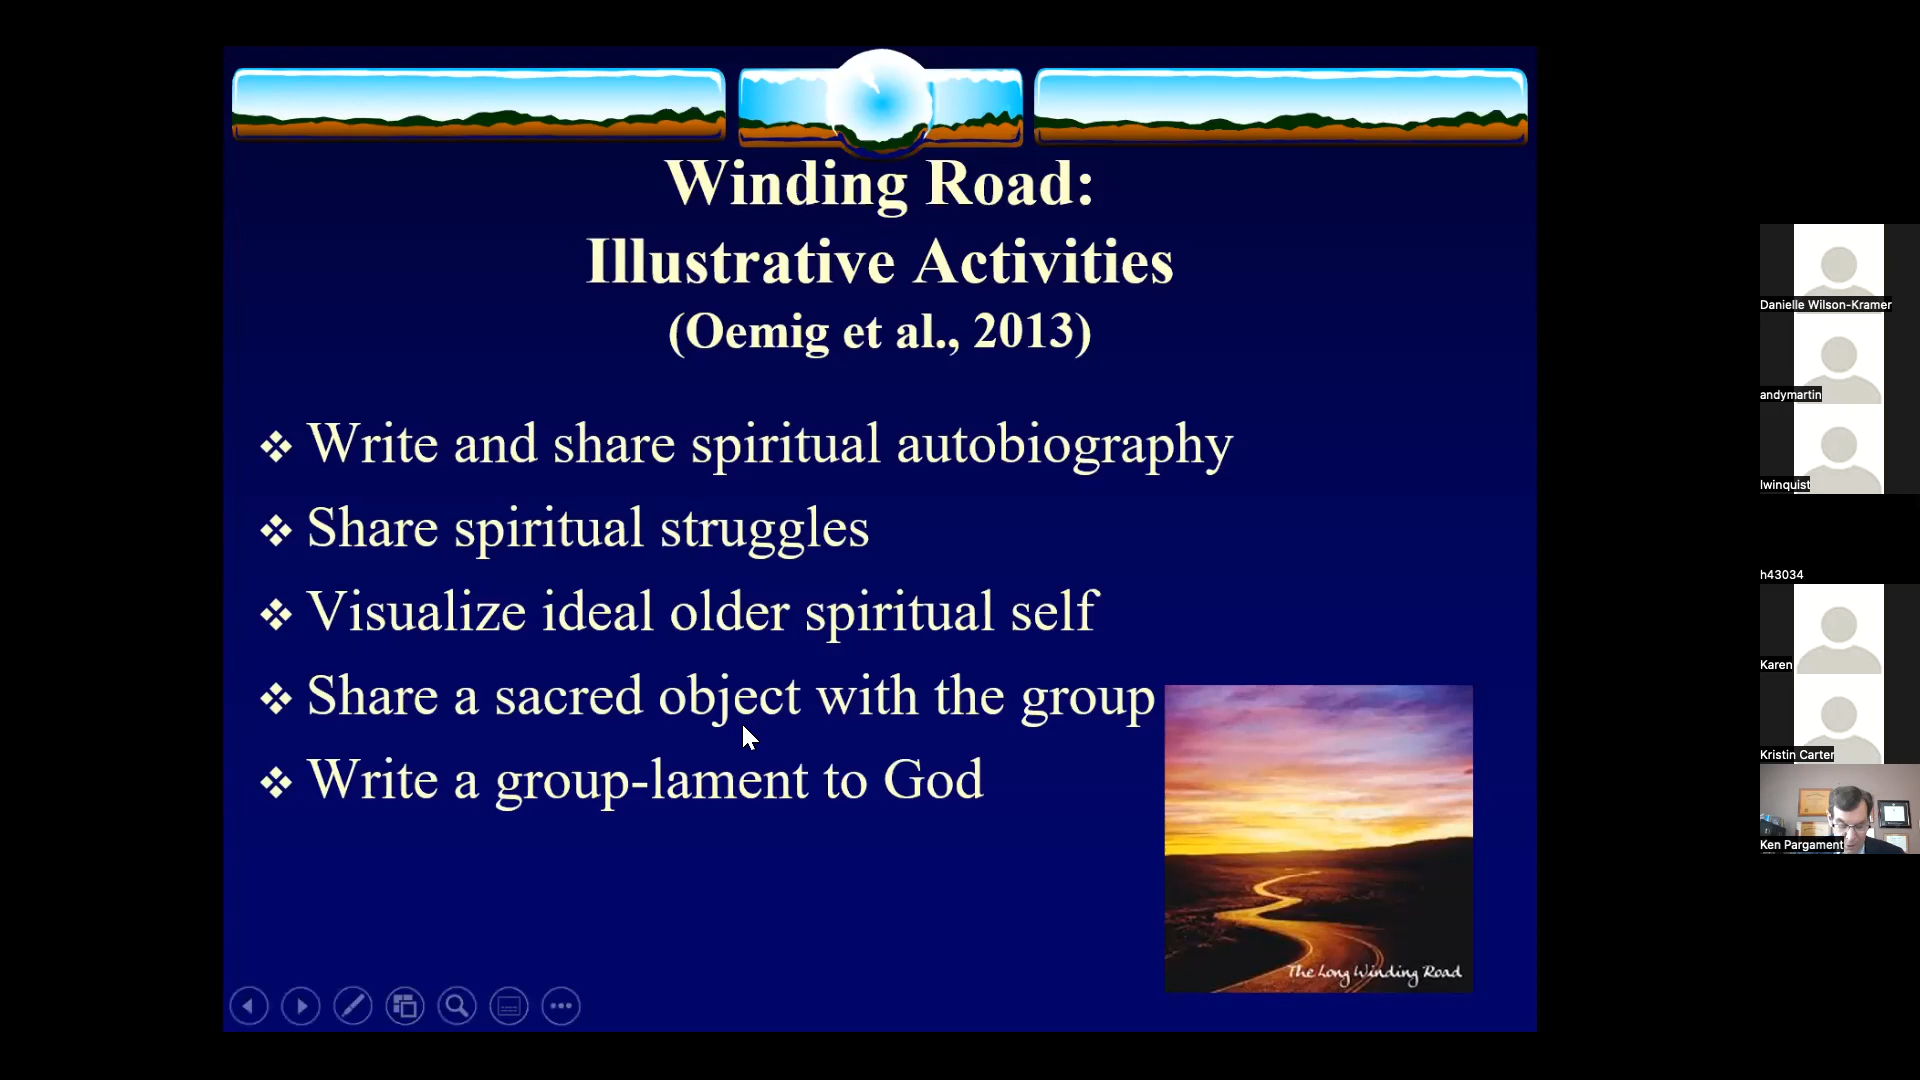 Winding Road:
Illustrative Activities
(Oemig et al., 2013)
❖ Write and share spiritual autobiography
❖ Share spiritual struggles
❖ Visualize ideal older spiritual self
❖ Share a sacred object with the group
❖ Write a group-lament to God
The Long Winding Road
Danielle Wilson-Kramer
andymartin
lwinquist
h43034
Karen
Kristin Carter
Ken Pargament